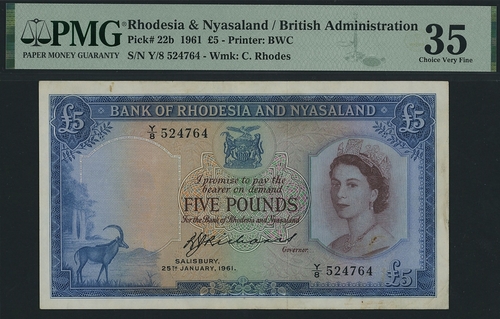 PMG
PAPER MONEY GUARANTY
Rhodesia & Nyasaland / British Administration
Pick# 22b 1961 £5 - Printer: BWC
S/N Y/8 524764 - Wmk: C. Rhodes
35
Choice Very Fine
£5
BANK OF RHODESIA AND NYASALAND
£5
Y/8 524764
I promise to pay the
bearer on demand
FIVE POUNDS
For the Bank of Rhodesia and Nyasaland
Governor.
SALISBURY,
25TH JANUARY, 1961.
Y/8 524764
£5